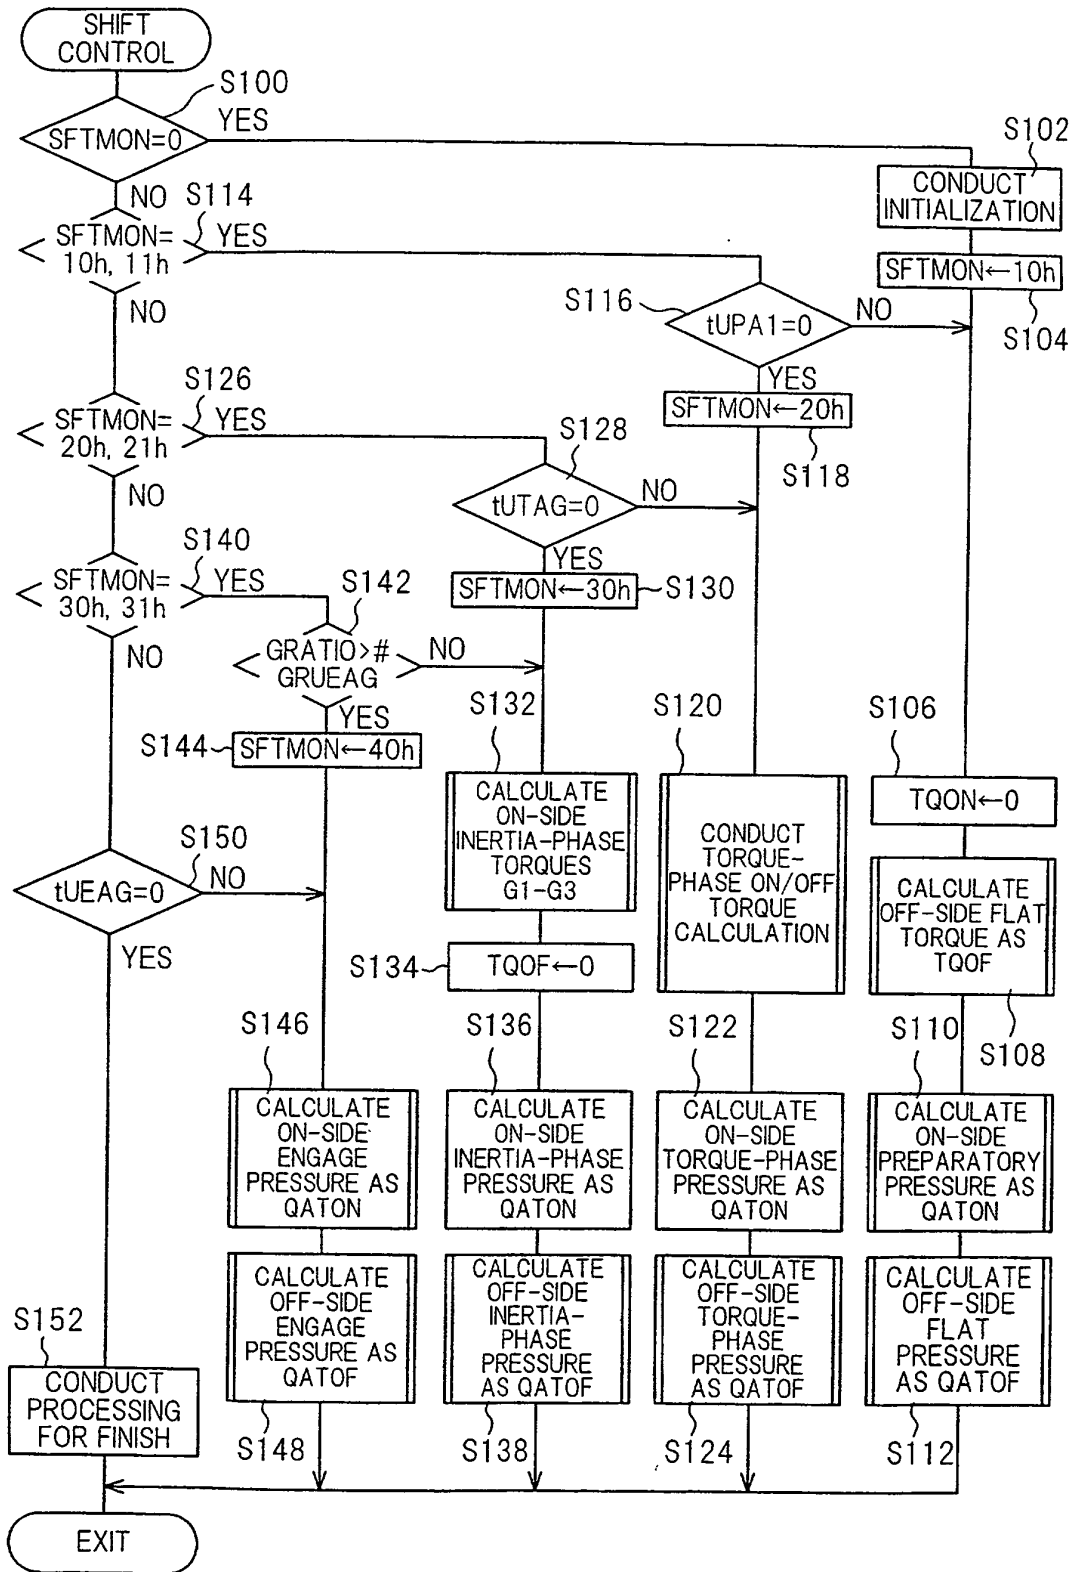 SHIFT
CONTROL
S100
SFTMON=0
YES
NO
S102
CONDUCT
INITIALIZATION
SFTMON←10h
S104
S114
SFTMON=
10h, 11h
YES
NO
S116
tUPA1=0
NO
YES
SFTMON←20h
S118
S126
SFTMON=
20h, 21h
YES
NO
S128
tUTAG=0
NO
YES
SFTMON←30h
S130
S140
SFTMON=
30h, 31h
YES
NO
S142
GRATIO>#
GRUEAG
NO
YES
S144
SFTMON←40h
S132
CALCULATE
ON-SIDE
INERTIA-PHASE
TORQUES
G1-G3
S120
CONDUCT
TORQUE-
PHASE ON/OFF
TORQUE
CALCULATION
S106
TQON←0
CALCULATE
OFF-SIDE FLAT
TORQUE AS
TQOF
S108
S150
tUEAG=0
NO
YES
S134
TQOF←0
S146
CALCULATE
ON-SIDE
ENGAGE
PRESSURE AS
QATON
S136
CALCULATE
ON-SIDE
INERTIA-PHASE
PRESSURE AS
QATON
S122
CALCULATE
ON-SIDE
TORQUE-PHASE
PRESSURE AS
QATON
S110
CALCULATE
ON-SIDE
PREPARATORY
PRESSURE AS
QATON
CALCULATE
OFF-SIDE
ENGAGE
PRESSURE AS
QATOF
S148
CALCULATE
OFF-SIDE
INERTIA-
PHASE
PRESSURE
AS QATOF
S138
CALCULATE
OFF-SIDE
TORQUE-
PHASE
PRESSURE
AS QATOF
S124
CALCULATE
OFF-SIDE
FLAT
PRESSURE
AS QATOF
S112
S152
CONDUCT
PROCESSING
FOR FINISH
EXIT